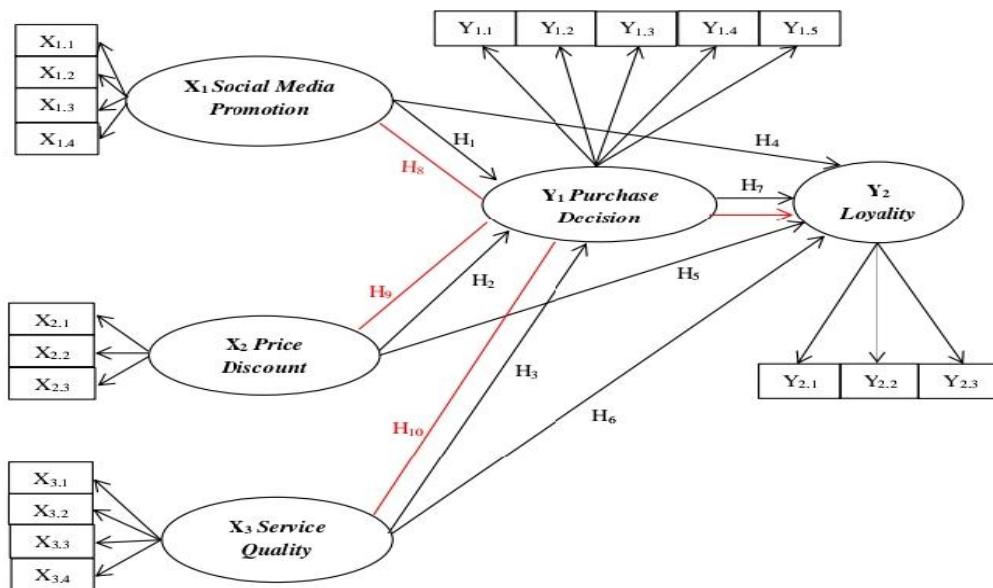 X1.1
X1.2
X1.3
X1.4
X1 Social Media
Promotion
Y1.1 Y1.2 Y1.3 Y1.4 Y1.5
H1
H8
H4
Y1 Purchase
Decision
H7
Y2
Loyality
H9
H2
H5
X2.1
X2.2
X2.3
X2 Price
Discount
H3
Y2.1 Y2.2 Y2.3
H10
H6
X3.1
X3.2
X3.3
X3.4
X3 Service
Quality